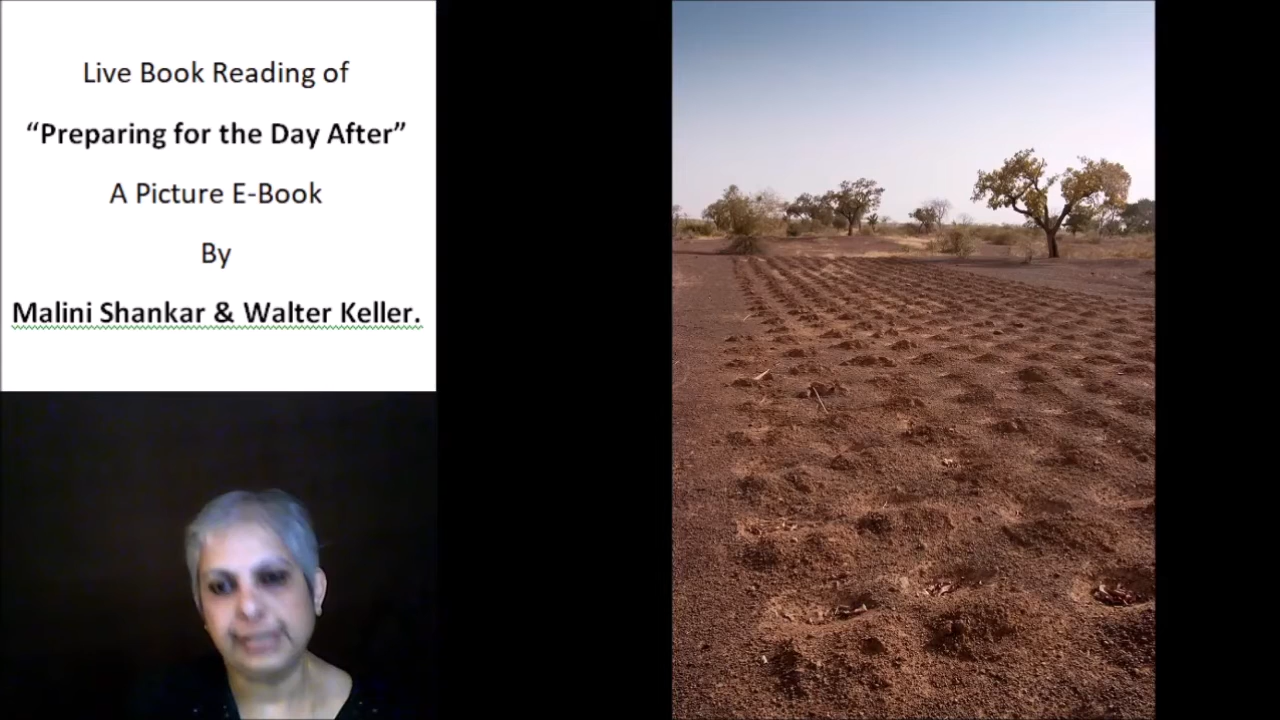 Live Book Reading of
“Preparing for the Day After”
A Picture E-Book
By
Malini Shankar & Walter Keller.